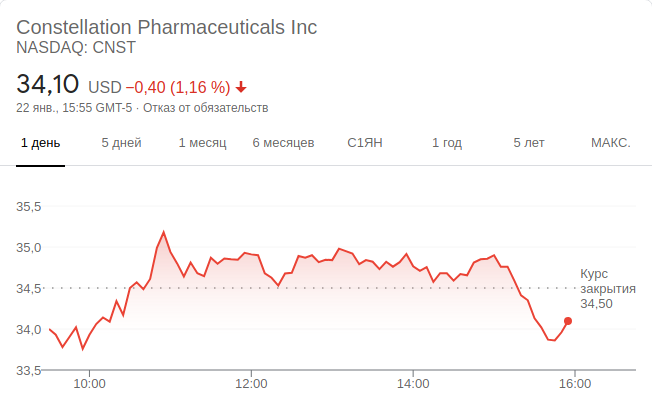 Constellation Pharmaceuticals Inc
NASDAQ: CNST
34,10 USD −0,40 (1,16 %)
22 янв., 15:55 GMT-5 · Отказ от обязательств
1 день 5 дней 1 месяц 6 месяцев С1ЯН 1 год 5 лет МАКС.
35,5
35,0
34,5
34,0
33,5
Курс
закрытия
34,50
10:00 12:00 14:00 16:00